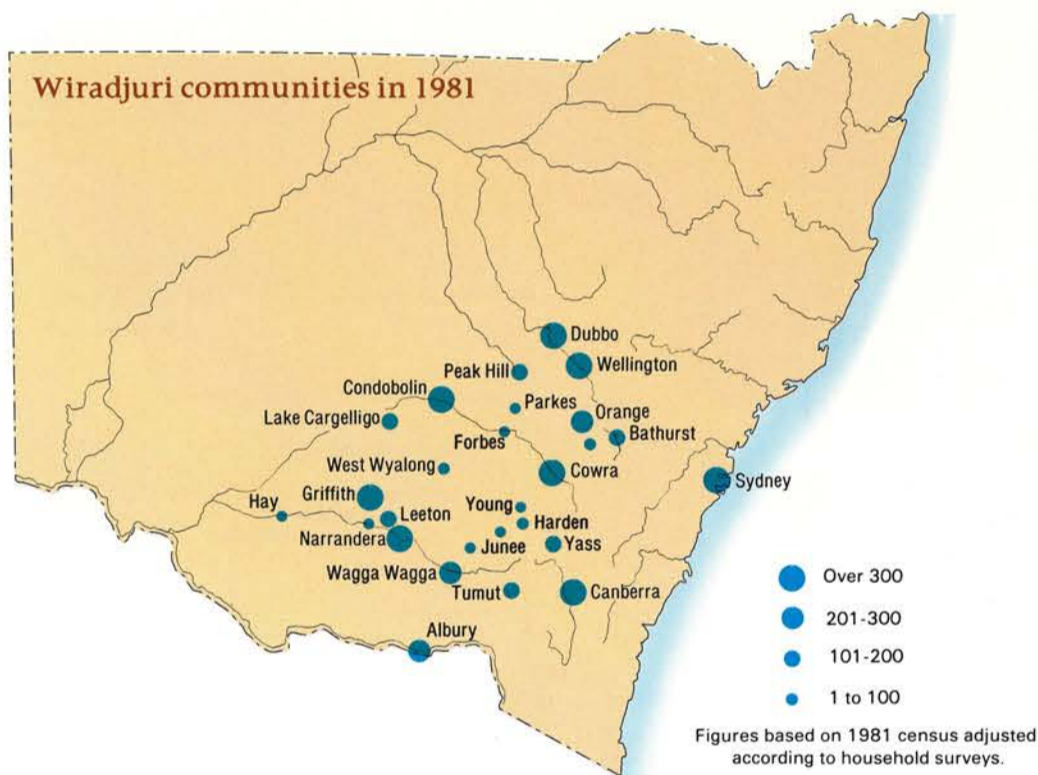 Wiradjuri communities in 1981
Dubbo
Wellington
Peak Hill
Condobolin
Parkes
Orange
Lake Cargelligo
Bathurst
Forbes
West Wyalong
Cowra
Sydney
Griffith
Hay
Young
Leeton
Harden
Narrandera
Junee
Yass
Wagga Wagga
Tumut
Canberra
Albury
Over 300
201-300
101-200
1 to 100
Figures based on 1981 census adjusted
according to household surveys.